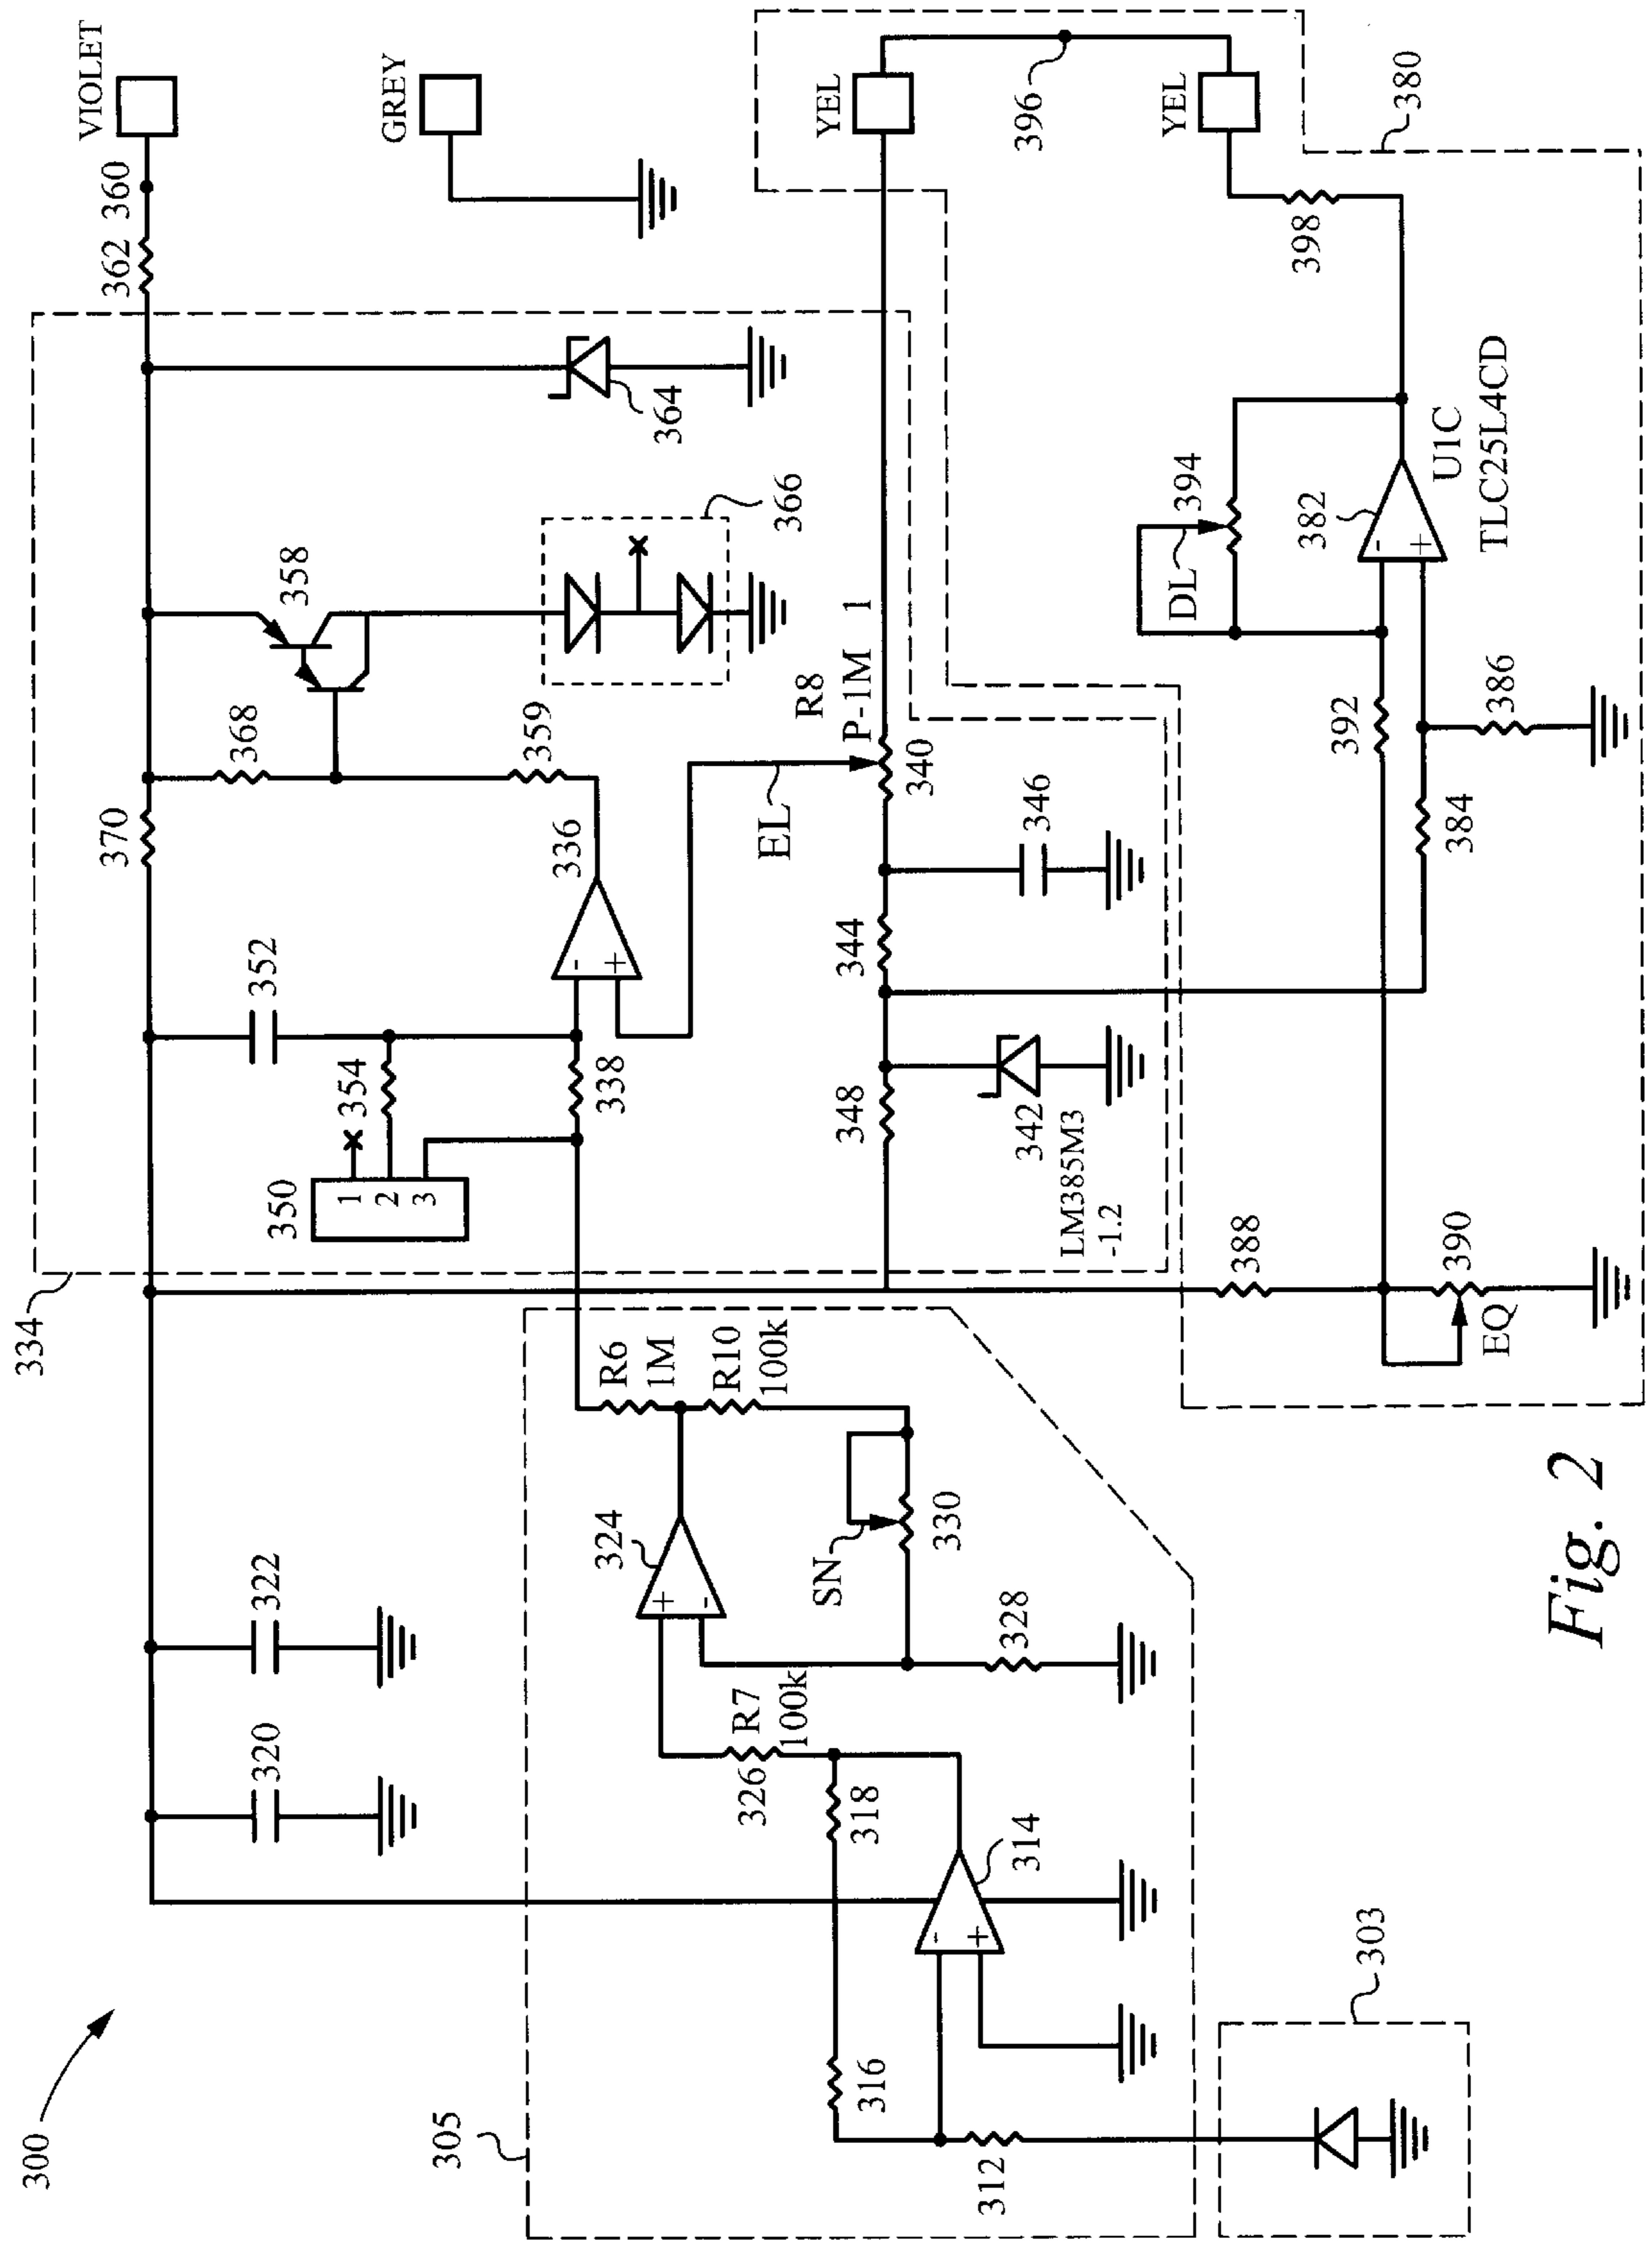 300
305
303
312
316
314
318
326
R7
100k
320
322
324
SN
330
328
R6
1M
R10
100k
334
350
1
2
3
354
352
338
-
+
336
370
368
359
358
366
364
362
360
VIOLET
GREY
348
342
LM385M3
-1.2
344
346
340
EL
R8
P-1M 1
YEL
396
YEL
380
398
388
390
EQ
392
384
386
DL
394
382
-
+
U1C
TLC25L4CD
+
-
-
+
Fig. 2